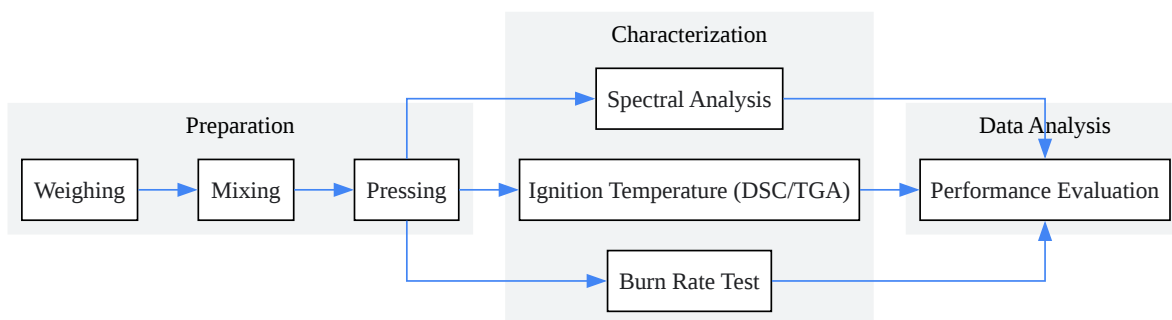 Characterization
Spectral Analysis
Preparation
Data Analysis
Weighing
Mixing
Pressing
Ignition Temperature (DSC/TGA)
Performance Evaluation
Burn Rate Test